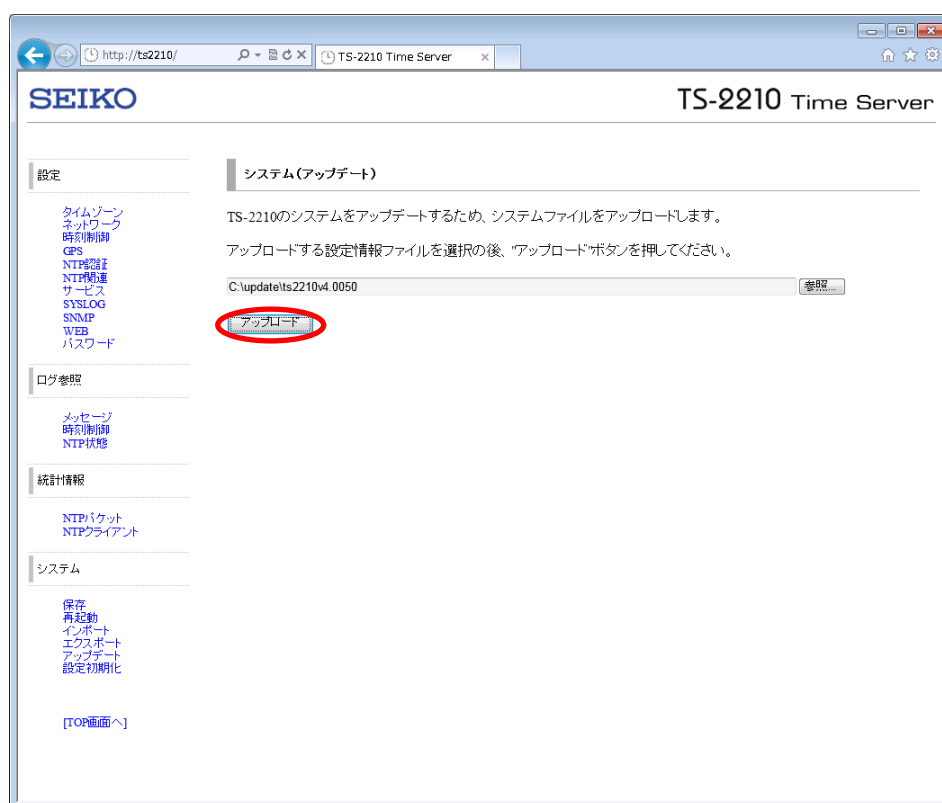 http://ts2210/
TS-2210 Time Server
SEIKO
TS-2210 Time Server
設定
タイムゾーン
ネットワーク
時刻制御
GPS
NTP認証
NTP関連
サービス
SYSLOG
SNMP
WEB
パスワード
ログ参照
メッセージ
時刻制御
NTP状態
統計情報
NTPパケット
NTPクライアント
システム
保存
再起動
インポート
エクスポート
アップデート
設定初期化
[TOP画面へ]
システム(アップデート)
TS-2210のシステムをアップデートするため、システムファイルをアップロードします。
アップロードする設定情報ファイルを選択の後、"アップロード"ボタンを押してください。
C:\update\ts2210v4.0050
参照...
アップロード